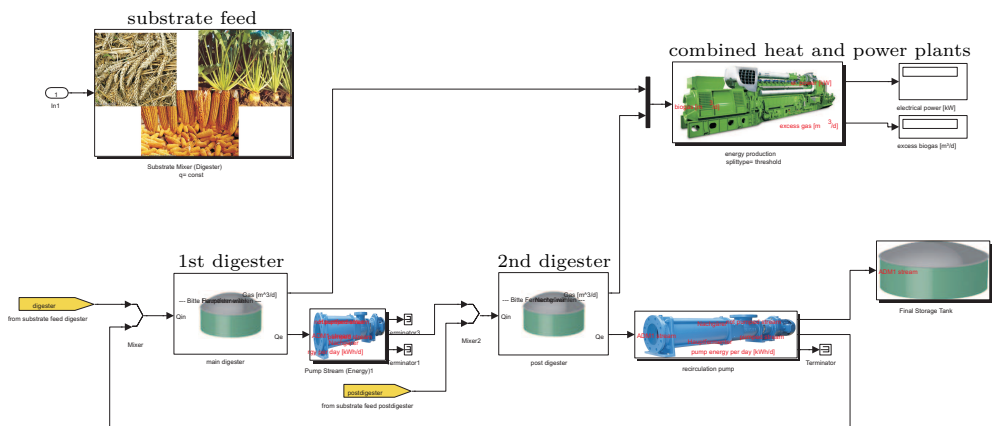 substrate feed
combined heat and power plants
1
In1
Substrate Mixer (Digester)
q= const
excess gas [m^3/d]
energy production
splittype= threshold
electrical power [kW]
excess biogas [m³/d]
1st digester
2nd digester
Gas [m^3/d]
--- Bitte
Qin
Qe
main digester
digester
from substrate feed digester
Mixer
Terminator3
Terminator1
Pump Stream (Energy)1
postdigester
from substrate feed postdigester
Mixer2
Gas [m^3/d]
--- Bitte
Qin
Qe
post digester
pump energy per day [kWh/d]
recirculation pump
Terminator
ADM1 stream
Final Storage Tank